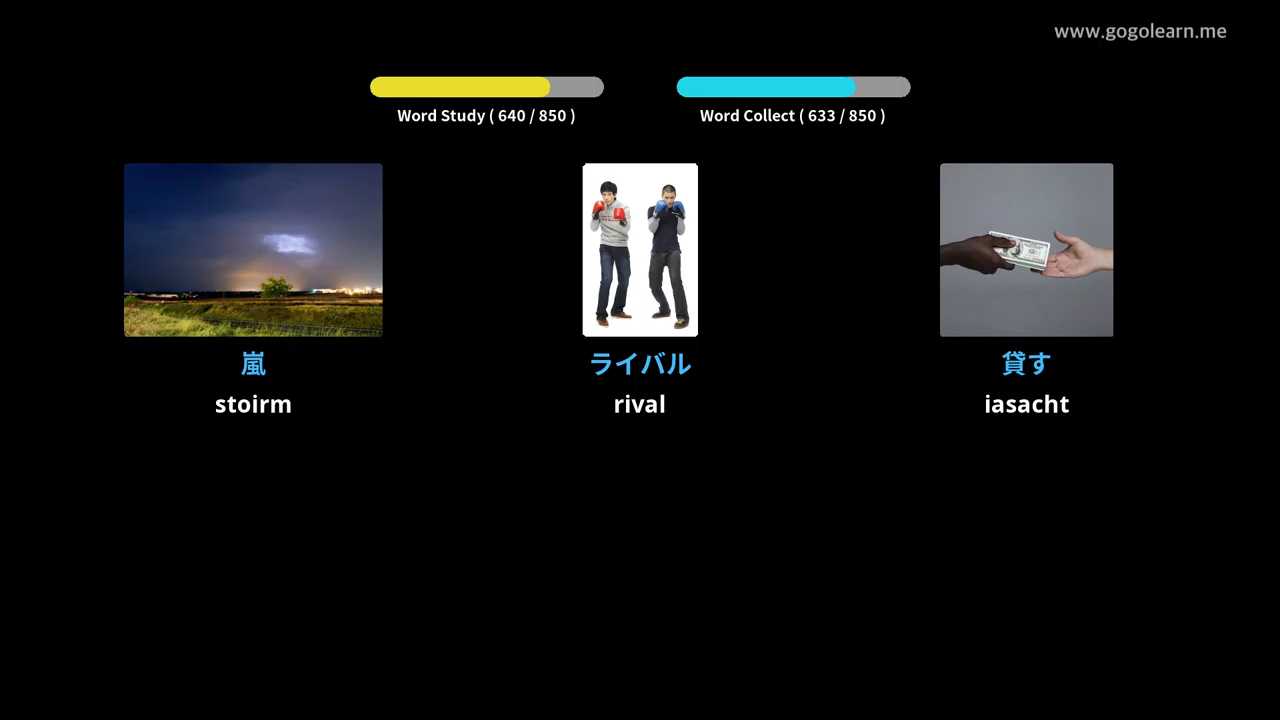 www.gogolearn.me
Word Study ( 640 / 850 )
Word Collect ( 633 / 850 )
嵐
ライバル
貸す
stoirm
rival
iasacht